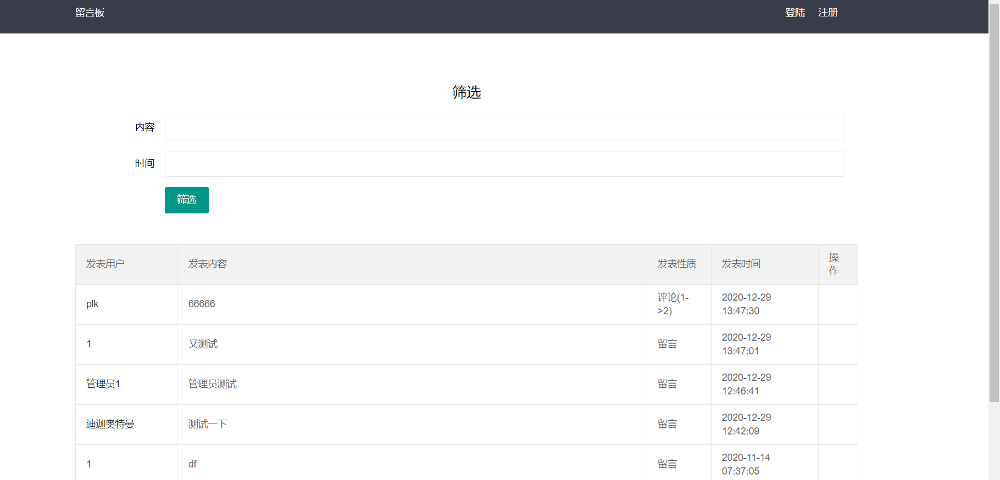 留言板 登陆 注册
筛选
内容
时间
筛选
发表用户 发表内容 发表性质 发表时间 操
作
plk 66666 评论(1- 2020-12-29
>2) 13:47:30
1 又测试 留言 2020-12-29
13:47:01
管理员1 管理员测试 留言 2020-12-29
12:46:41
迪迦奥特曼 测试一下 留言 2020-12-29
12:42:09
1 df 留言 2020-11-14
07:37:05